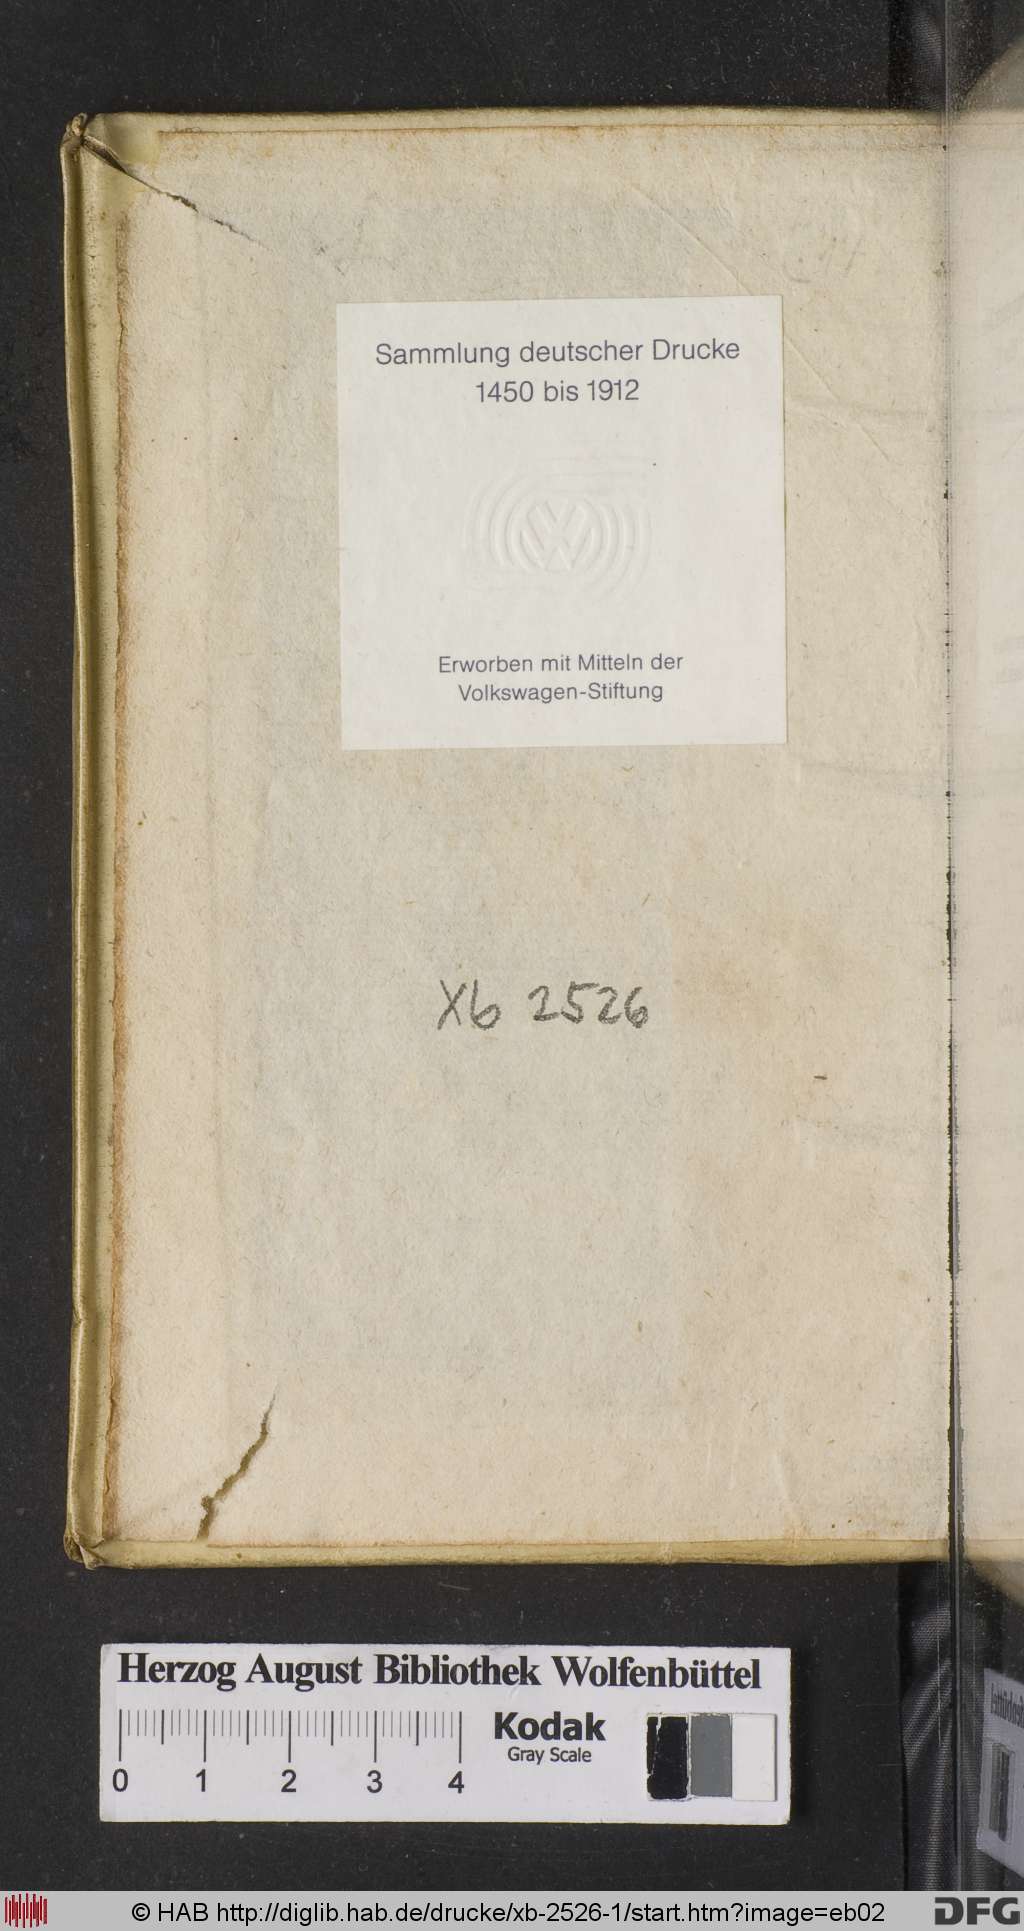 Sammlung deutscher Drucke
1450 bis 1912
Erworben mit Mitteln der
Volkswagen-Stiftung
Xb 2526
Herzog August Bibliothek Wolfenbüttel
Kodak
Gray Scale
0 1 2 3 4
© HAB http://diglib.hab.de/drucke/xb-2526-1/start.htm?image=eb02
DFG